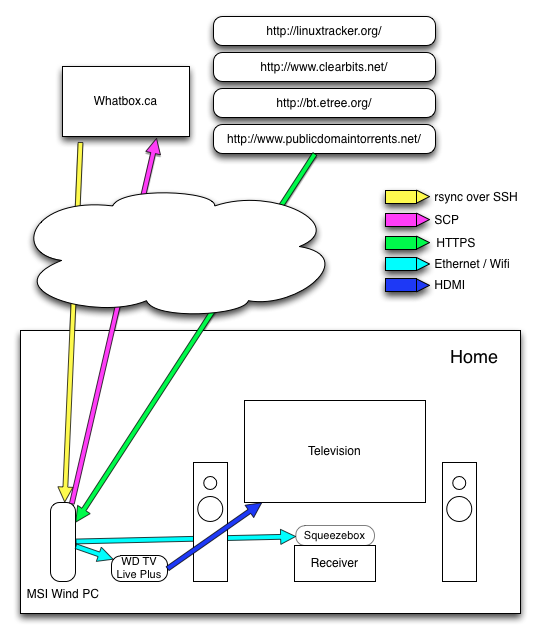 http://linuxtracker.org/
http://www.clearbits.net/
http://bt.etree.org/
http://www.publicdomaintorrents.net/
Whatbox.ca
rsync over SSH
SCP
HTTPS
Ethernet / Wifi
HDMI
Home
Television
Squeezebox
Receiver
WD TV
Live Plus
MSI Wind PC